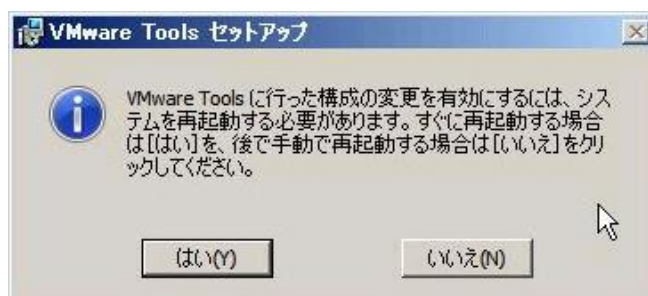 VMware Tools セットアップ
VMware Tools に行った構成の変更を有効にするには、シス
テムを再起動する必要があります。すぐに再起動する場合
は[はい]を、後で手動で再起動する場合は[いいえ]をクリ
ックしてください。
はい(Y)
いいえ(N)